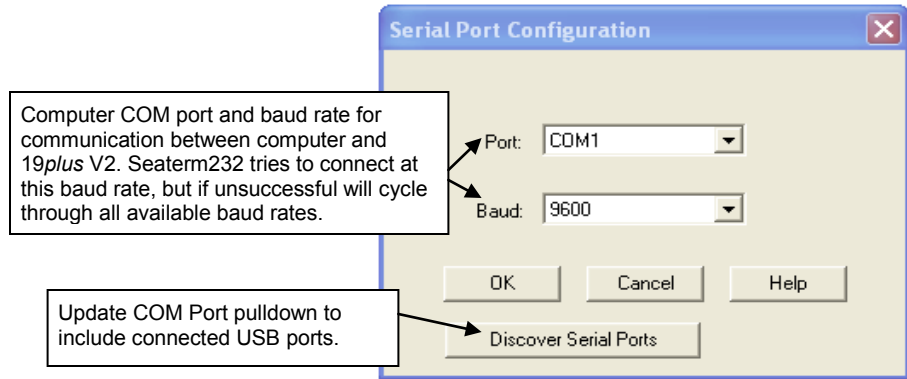 Serial Port Configuration
Computer COM port and baud rate for
communication between computer and
19plus V2. Seaterm232 tries to connect at
this baud rate, but if unsuccessful will cycle
through all available baud rates.
Port: COM1
Baud: 9600
OK Cancel Help
Update COM Port pulldown to
include connected USB ports.
Discover Serial Ports